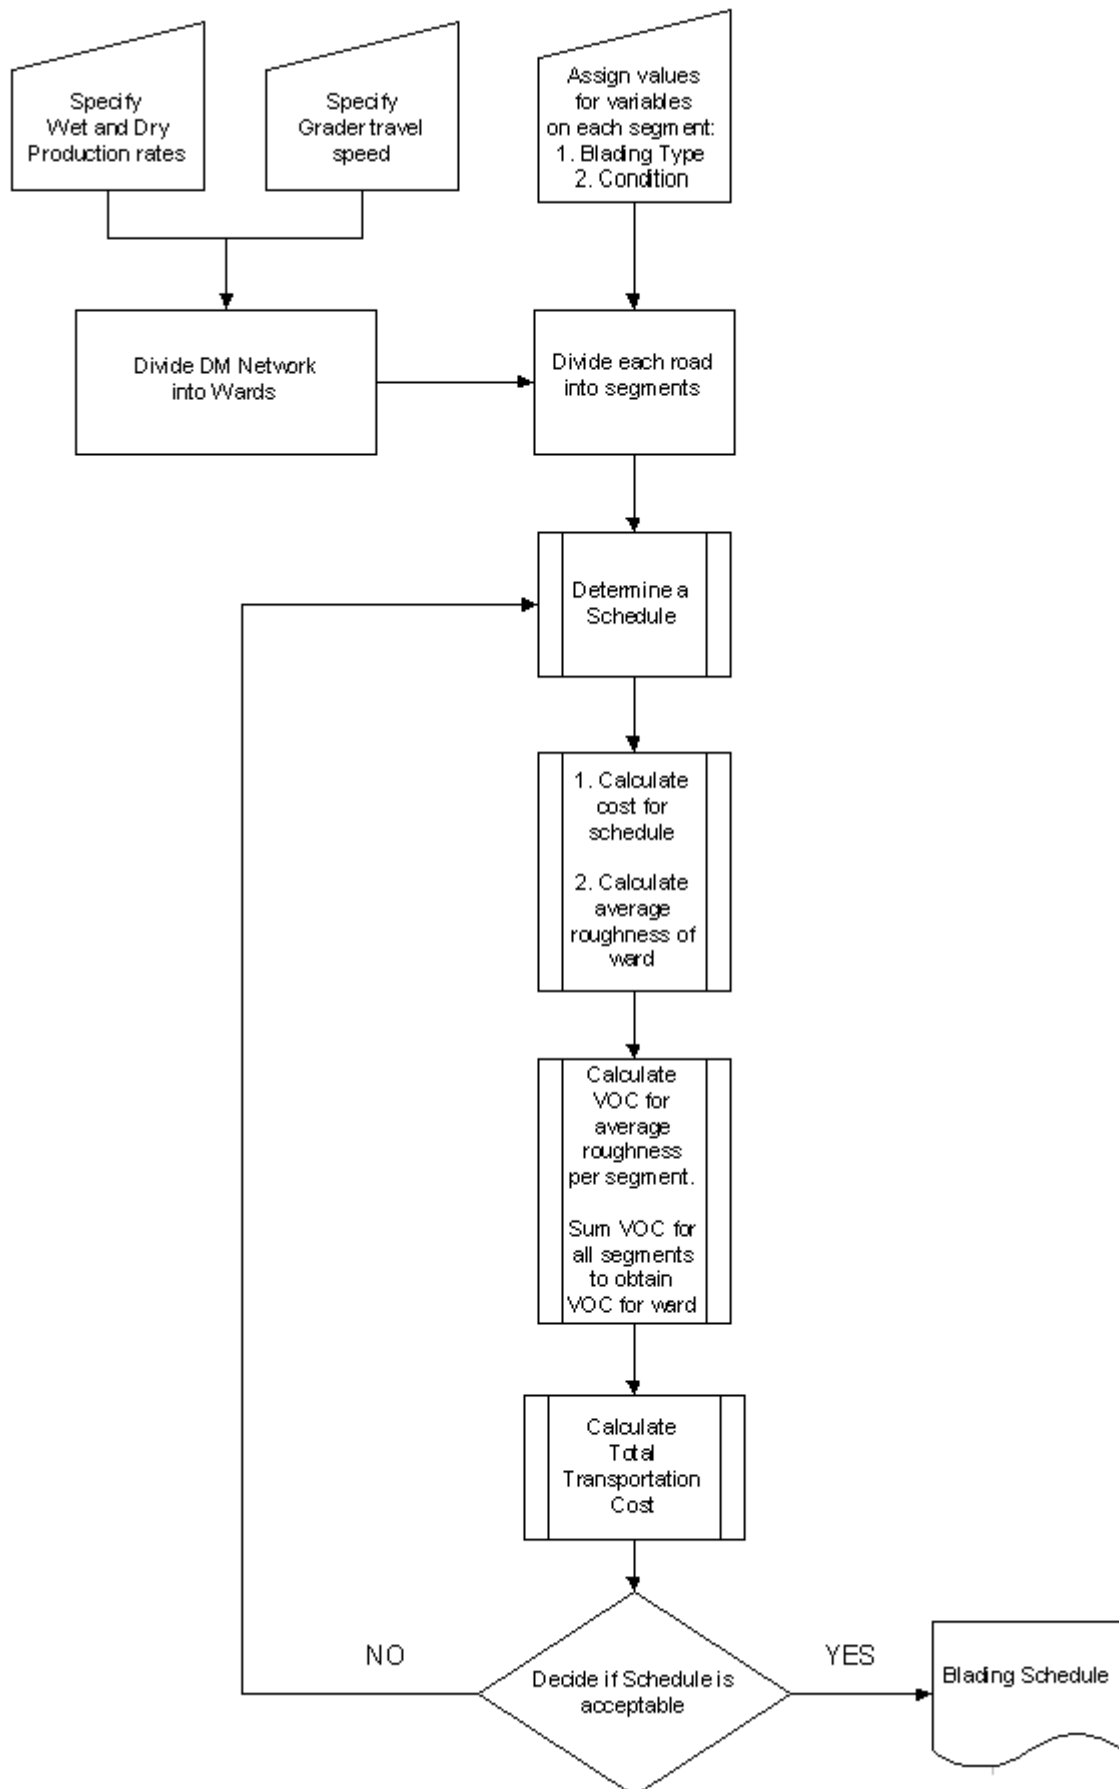 Specify
Wet and Dry
Production rates
Specify
Grader travel
speed
Assign values
for variables
on each segment:
1. Blading Type
2. Condition
Divide DM Network
into Wards
Divide each road
into segments
Determine a
Schedule
1. Calculate
cost for
schedule
2. Calculate
average
roughness of
ward
Calculate
VOC for
average
roughness
per segment.
Sum VOC for
all segments
to obtain
VOC for ward
Calculate
Total
Transportation
Cost
NO
Decide if Schedule is
acceptable
YES
Blading Schedule